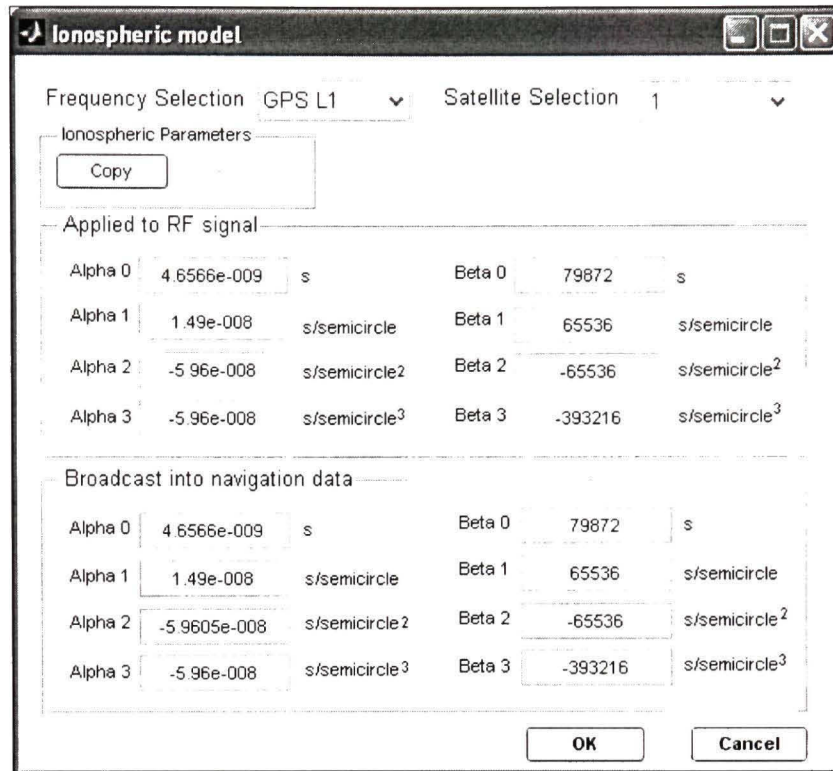 Ionospheric model
Frequency Selection GPS L1 Satellite Selection 1
Ionospheric Parameters
Copy
Applied to RF signal
Alpha 0 4.6566e-009 s Beta 0 79872 s
Alpha 1 1.49e-008 s/semicircle Beta 1 65536 s/semicircle
Alpha 2 -5 96e-008 s/semicircle2 Beta 2 -65536 s/semicircle2
Alpha 3 -5.96e-008 s/semicircle3 Beta 3 -393216 s/semicircle3
Broadcast into navigation data
Alpha 0 4.6566e-009 s Beta 0 79872 s
Alpha 1 1.49e-008 s/semicircle Beta 1 65536 s/semicircle
Alpha 2 -5.9605e-008 s/semicircle2 Beta 2 -65536 s/semicircle2
Alpha 3 -5.96e-008 s/semicircle3 Beta 3 -393216 s/semicircle3
OK Cancel